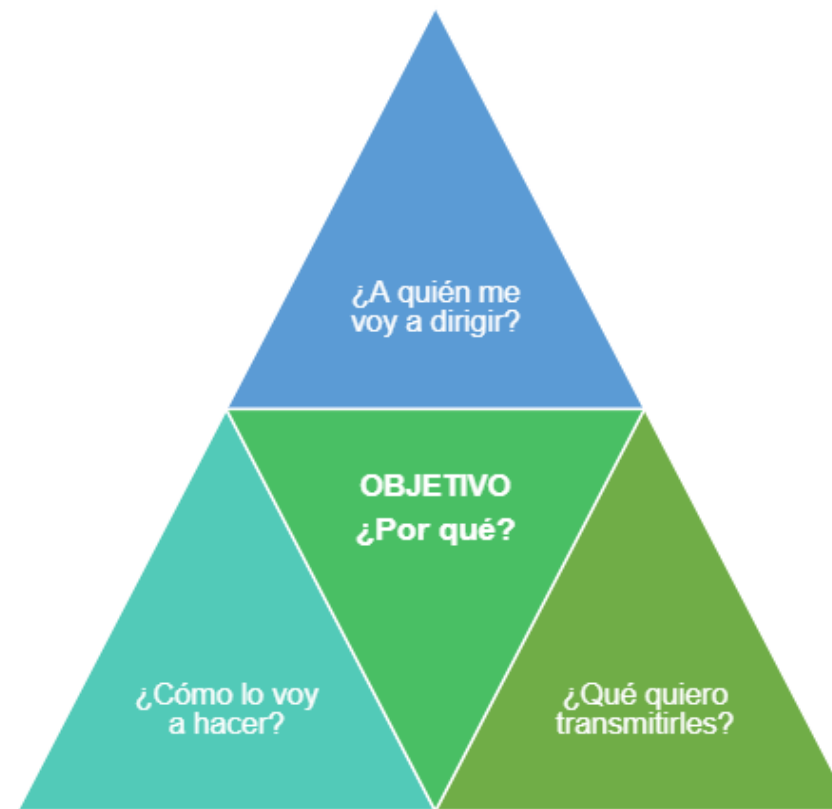 ¿A quién me
voy a dirigir?
OBJETIVO
¿Por qué?
¿Cómo lo voy
a hacer?
¿Qué quiero
transmitirles?